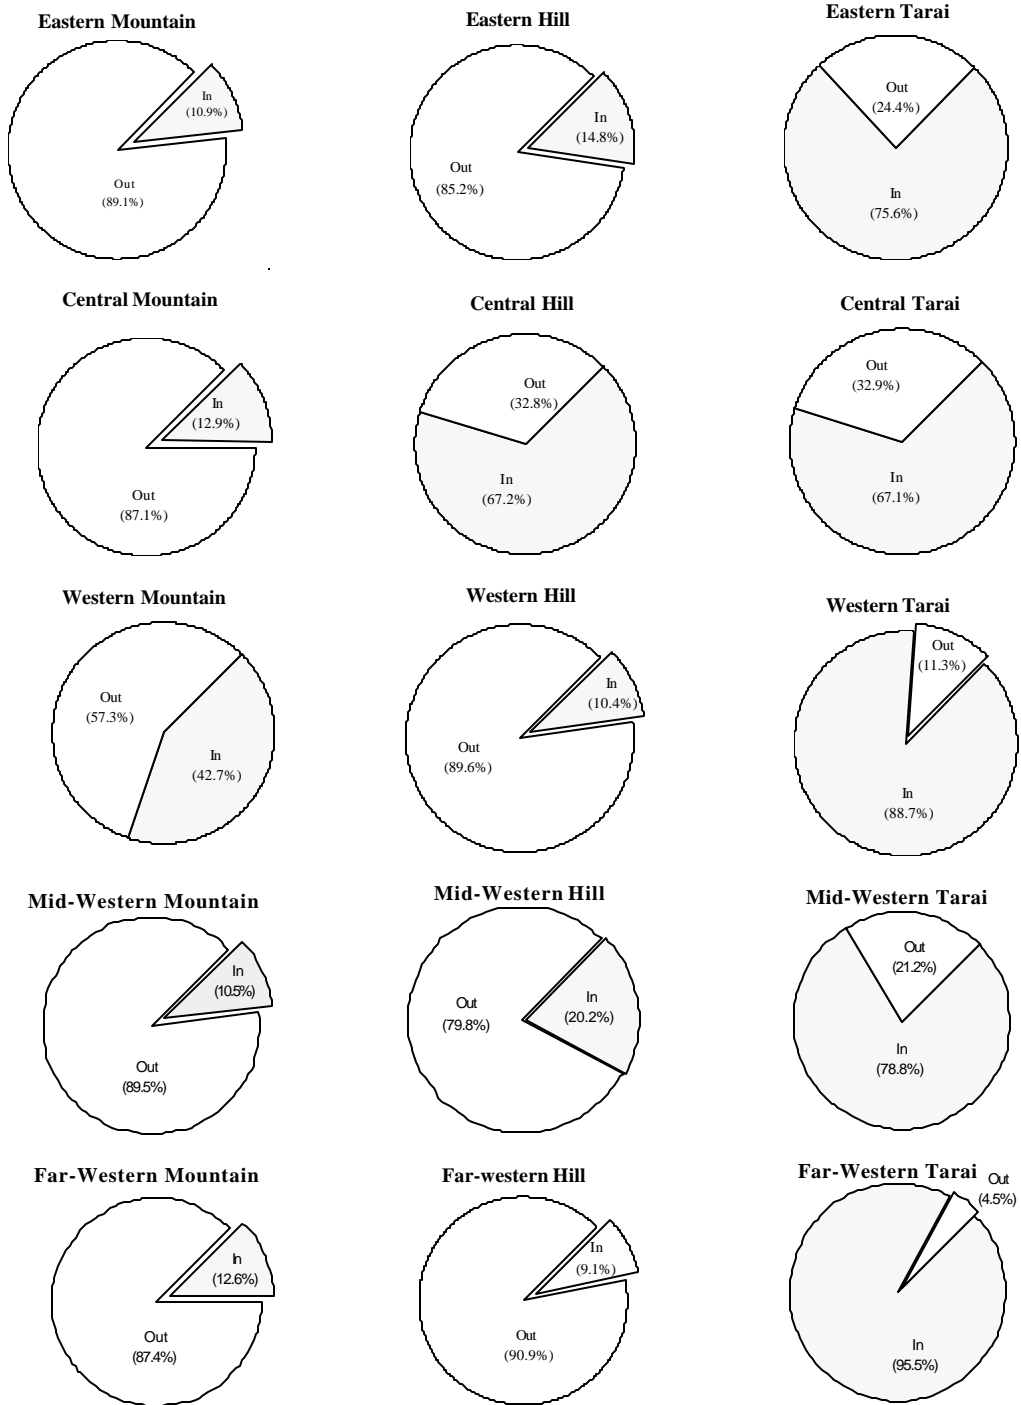 Eastern Mountain
In
(10.9%)
Out
(89.1%)
Eastern Hill
In
(14.8%)
Out
(85.2%)
Eastern Tarai
Out
(24.4%)
In
(75.6%)
Central Mountain
In
(12.9%)
Out
(87.1%)
Central Hill
Out
(32.8%)
In
(67.2%)
Central Tarai
Out
(32.9%)
In
(67.1%)
Western Mountain
Out
(57.3%)
In
(42.7%)
Western Hill
In
(10.4%)
Out
(89.6%)
Western Tarai
Out
(11.3%)
In
(88.7%)
Mid-Western Mountain
In
(10.5%)
Out
(89.5%)
Mid-Western Hill
Out
(79.8%)
In
(20.2%)
Mid-Western Tarai
Out
(21.2%)
In
(78.8%)
Far-Western Mountain
In
(12.6%)
Out
(87.4%)
Far-western Hill
In
(9.1%)
Out
(90.9%)
Far-Western Tarai
Out
(4.5%)
In
(95.5%)